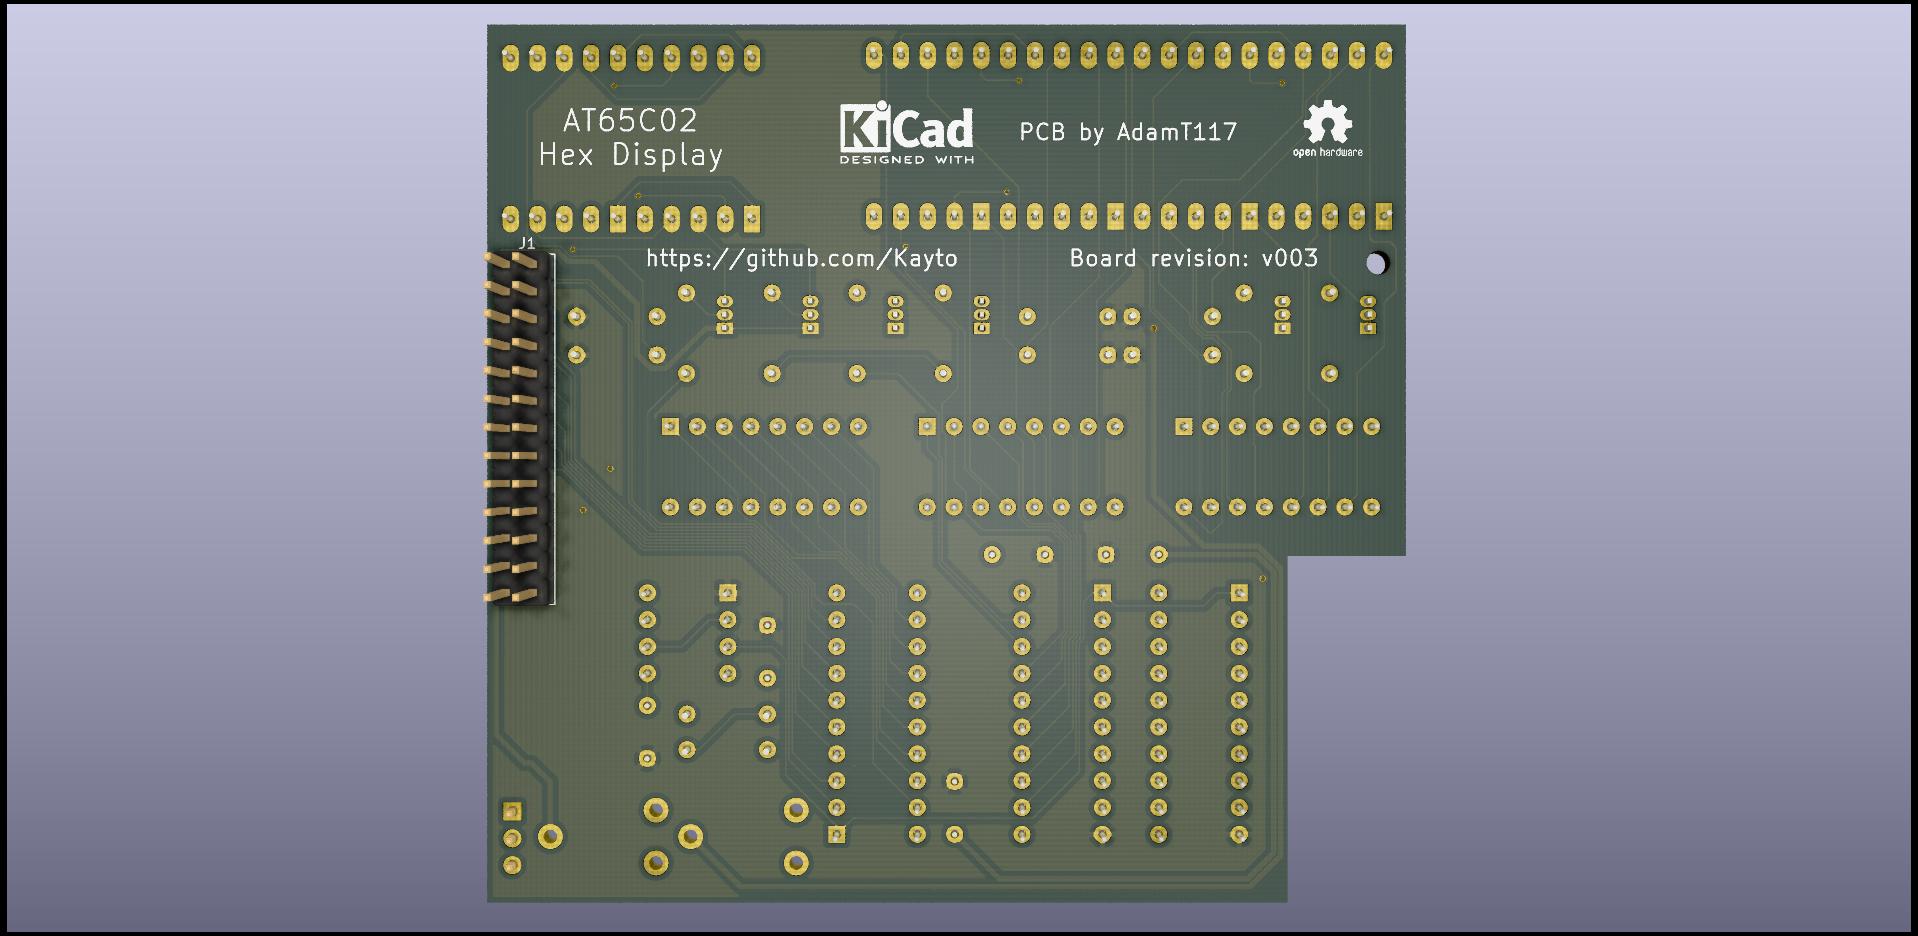 AT65C02
Hex Display
KiCad
DESIGNED WITH
PCB by AdamT117
open hardware
J1
https://github.com/Kayto
Board revision: v003